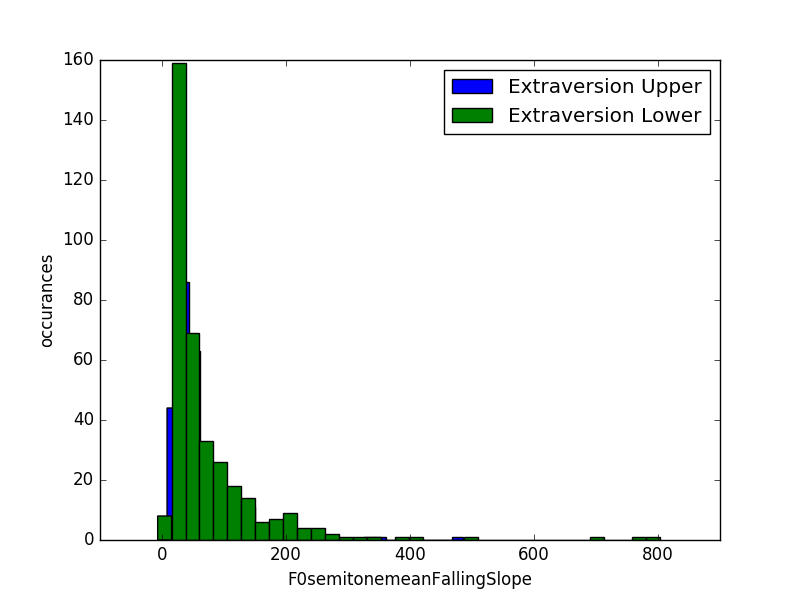 160
140
120
100
80
60
40
20
0
occurances
Extraversion Upper
Extraversion Lower
0 200 400 600 800
F0semitonemeanFallingSlope